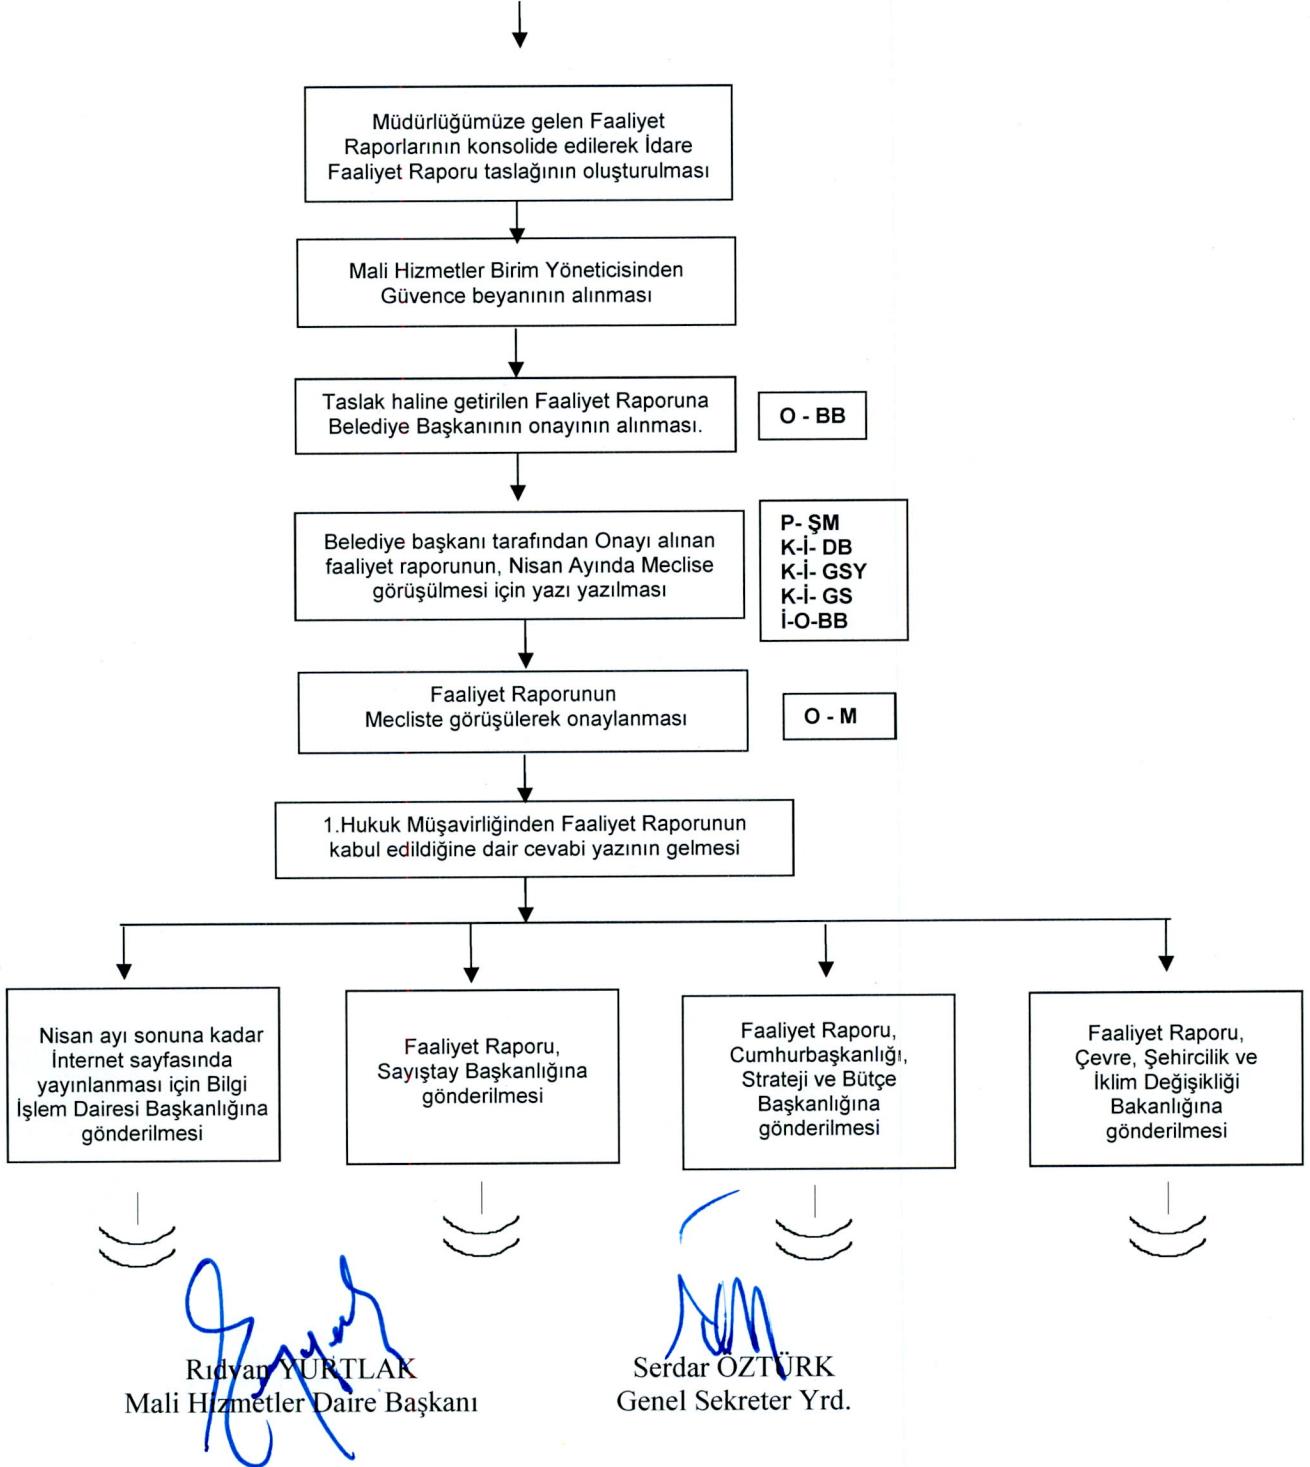 Müdürlüğümüze gelen Faaliyet
Raporlarının konsolide edilerek İdare
Faaliyet Raporu taslağının oluşturulması
Mali Hizmetler Birim Yöneticisinden
Güvence beyanının alınması
Taslak haline getirilen Faaliyet Raporuna
Belediye Başkanının onayının alınması.
O - BB
Belediye başkanı tarafından Onayı alınan
faaliyet raporunun, Nisan Ayında Meclise
görüşülmesi için yazı yazılması
P- ŞM
K-İ- DB
K-İ- GSY
K-İ- GS
İ-O-BB
Faaliyet Raporunun
Mecliste görüşülerek onaylanması
O - M
1.Hukuk Müşavirliğinden Faaliyet Raporunun
kabul edildiğine dair cevabi yazının gelmesi
Nisan ayı sonuna kadar
İnternet sayfasında
yayınlanması için Bilgi
İşlem Dairesi Başkanlığına
gönderilmesi
Faaliyet Raporu,
Sayıştay Başkanlığına
gönderilmesi
Faaliyet Raporu,
Cumhurbaşkanlığı,
Strateji ve Bütçe
Başkanlığına
gönderilmesi
Faaliyet Raporu,
Çevre, Şehircilik ve
İklim Değişikliği
Bakanlığına
gönderilmesi
Rıdvan YURTLAK
Mali Hizmetler Daire Başkanı
Serdar ÖZTÜRK
Genel Sekreter Yrd.